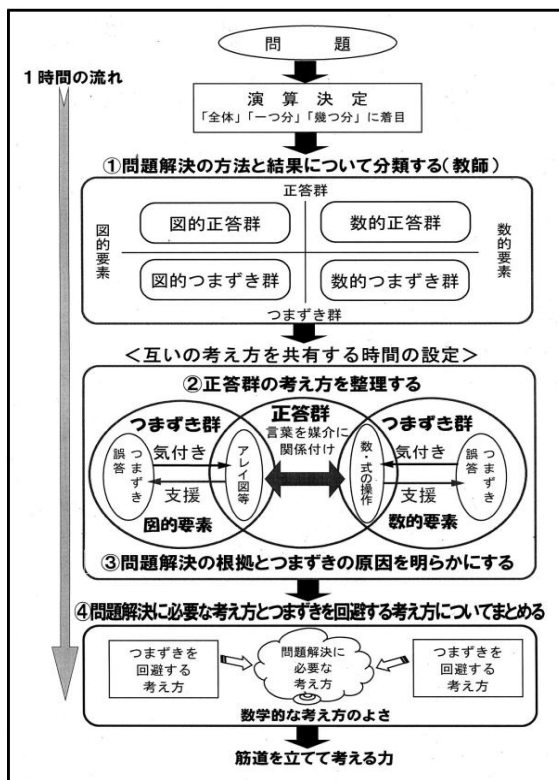 問 題
1時間の流れ
演 算 決 定
「全体」「一つ分」「幾つ分」に着目
①問題解決の方法と結果について分類する(教師)
正答群
図的要素
図的正答群
数的正答群
数的要素
図的つまずき群
数的つまずき群
つまずき群
<互いの考え方を共有する時間の設定>
②正答群の考え方を整理する
つまずき群
正答群
つまずき群
言葉を媒介に
関係付け
つまずき
誤答
気付き
支援
アレイ図等
数・式の操作
気付き
支援
つまずき
誤答
図的要素
数的要素
③問題解決の根拠とつまずきの原因を明らかにする
④問題解決に必要な考え方とつまずきを回避する考え方についてまとめる
つまずきを
回避する
考え方
問題解決に
必要な
考え方
つまずきを
回避する
考え方
数学的な考え方のよさ
筋道を立てて考える力